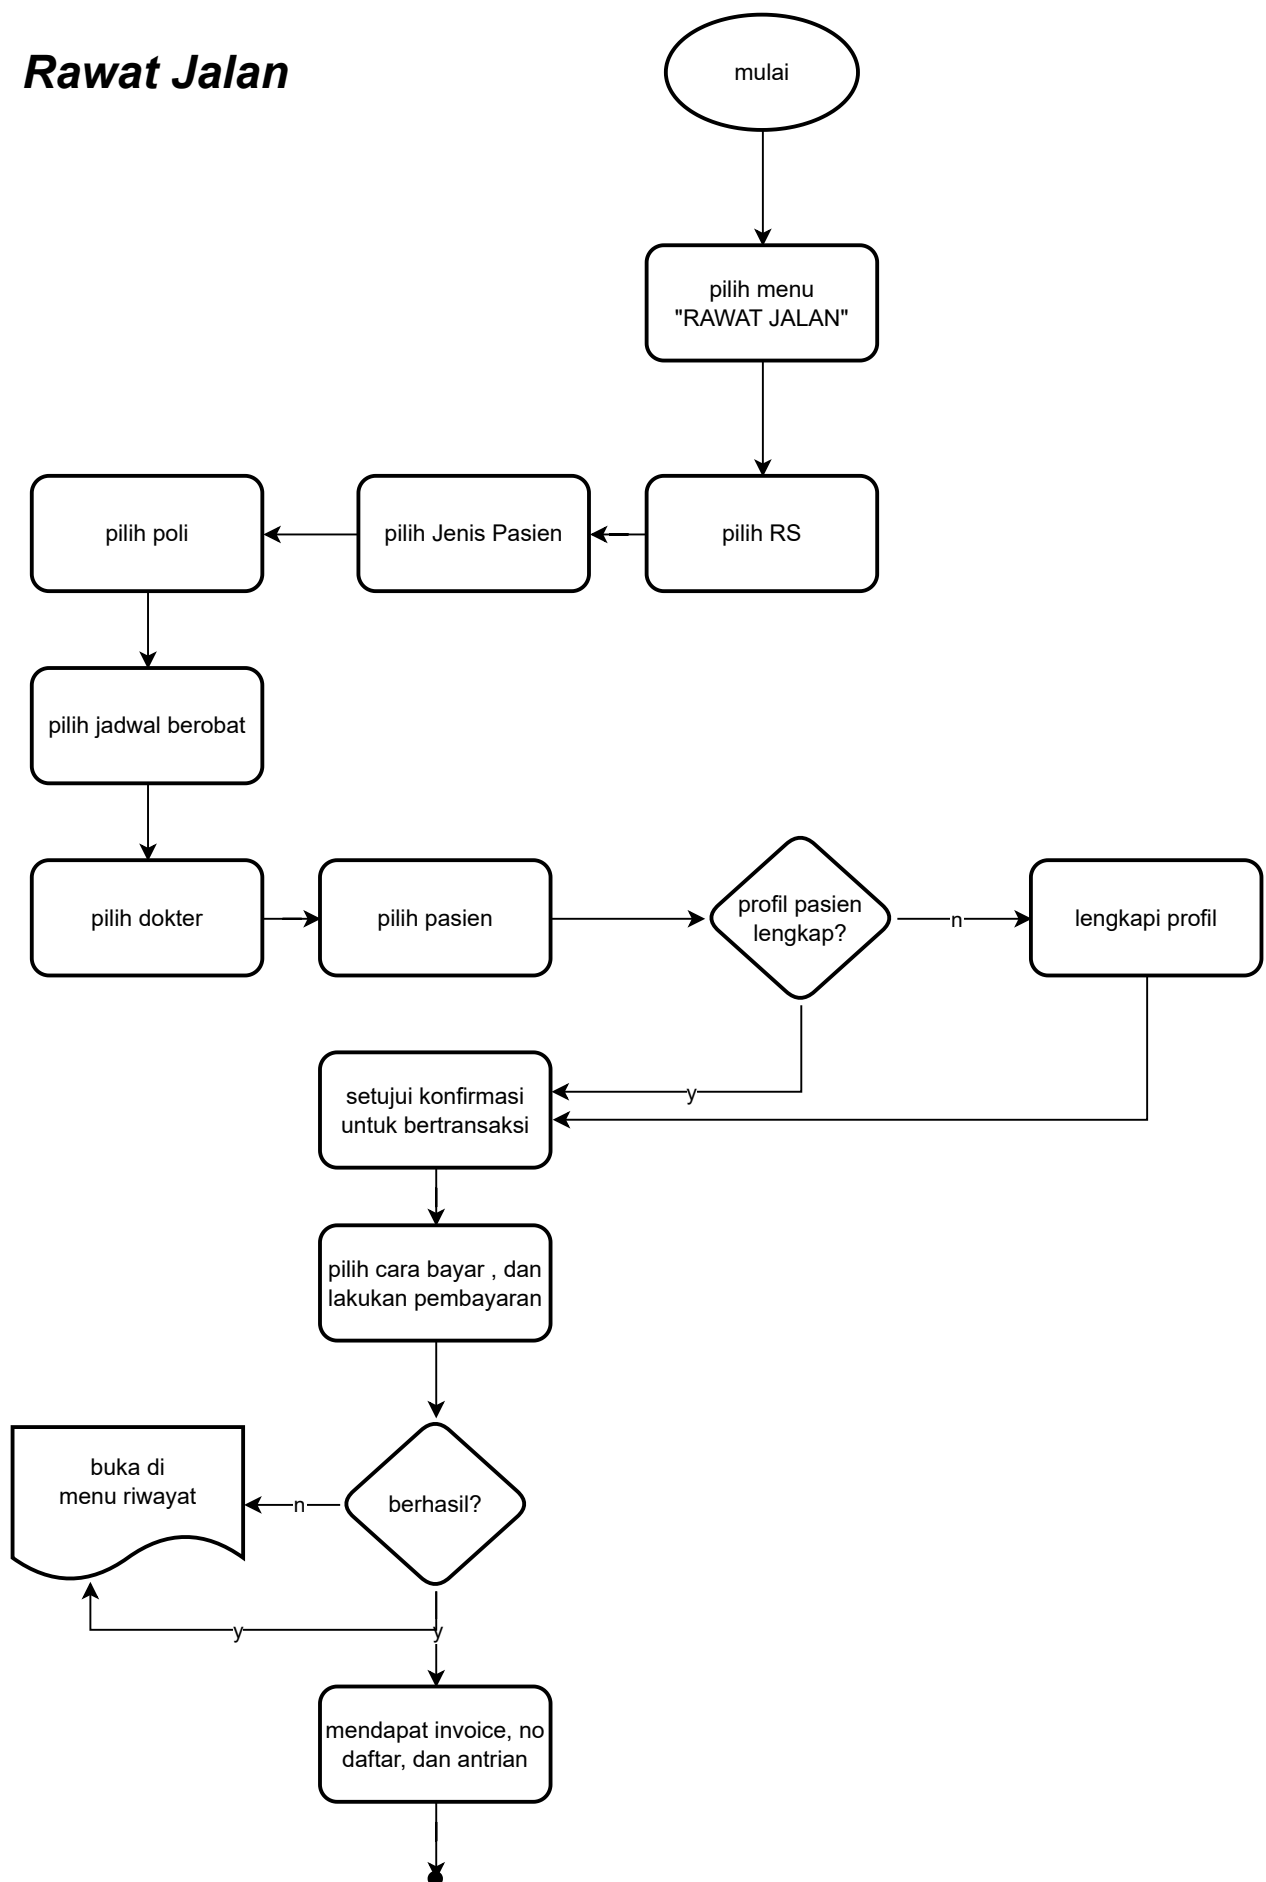 Rawat Jalan
mulai
pilih menu
"RAWAT JALAN"
pilih poli
pilih Jenis Pasien
pilih RS
pilih jadwal berobat
pilih dokter
pilih pasien
profil pasien
lengkap?
n
lengkapi profil
setujui konfirmasi
untuk bertransaksi
y
pilih cara bayar , dan
lakukan pembayaran
buka di
menu riwayat
n
berhasil?
y
y
mendapat invoice, no
daftar, dan antrian